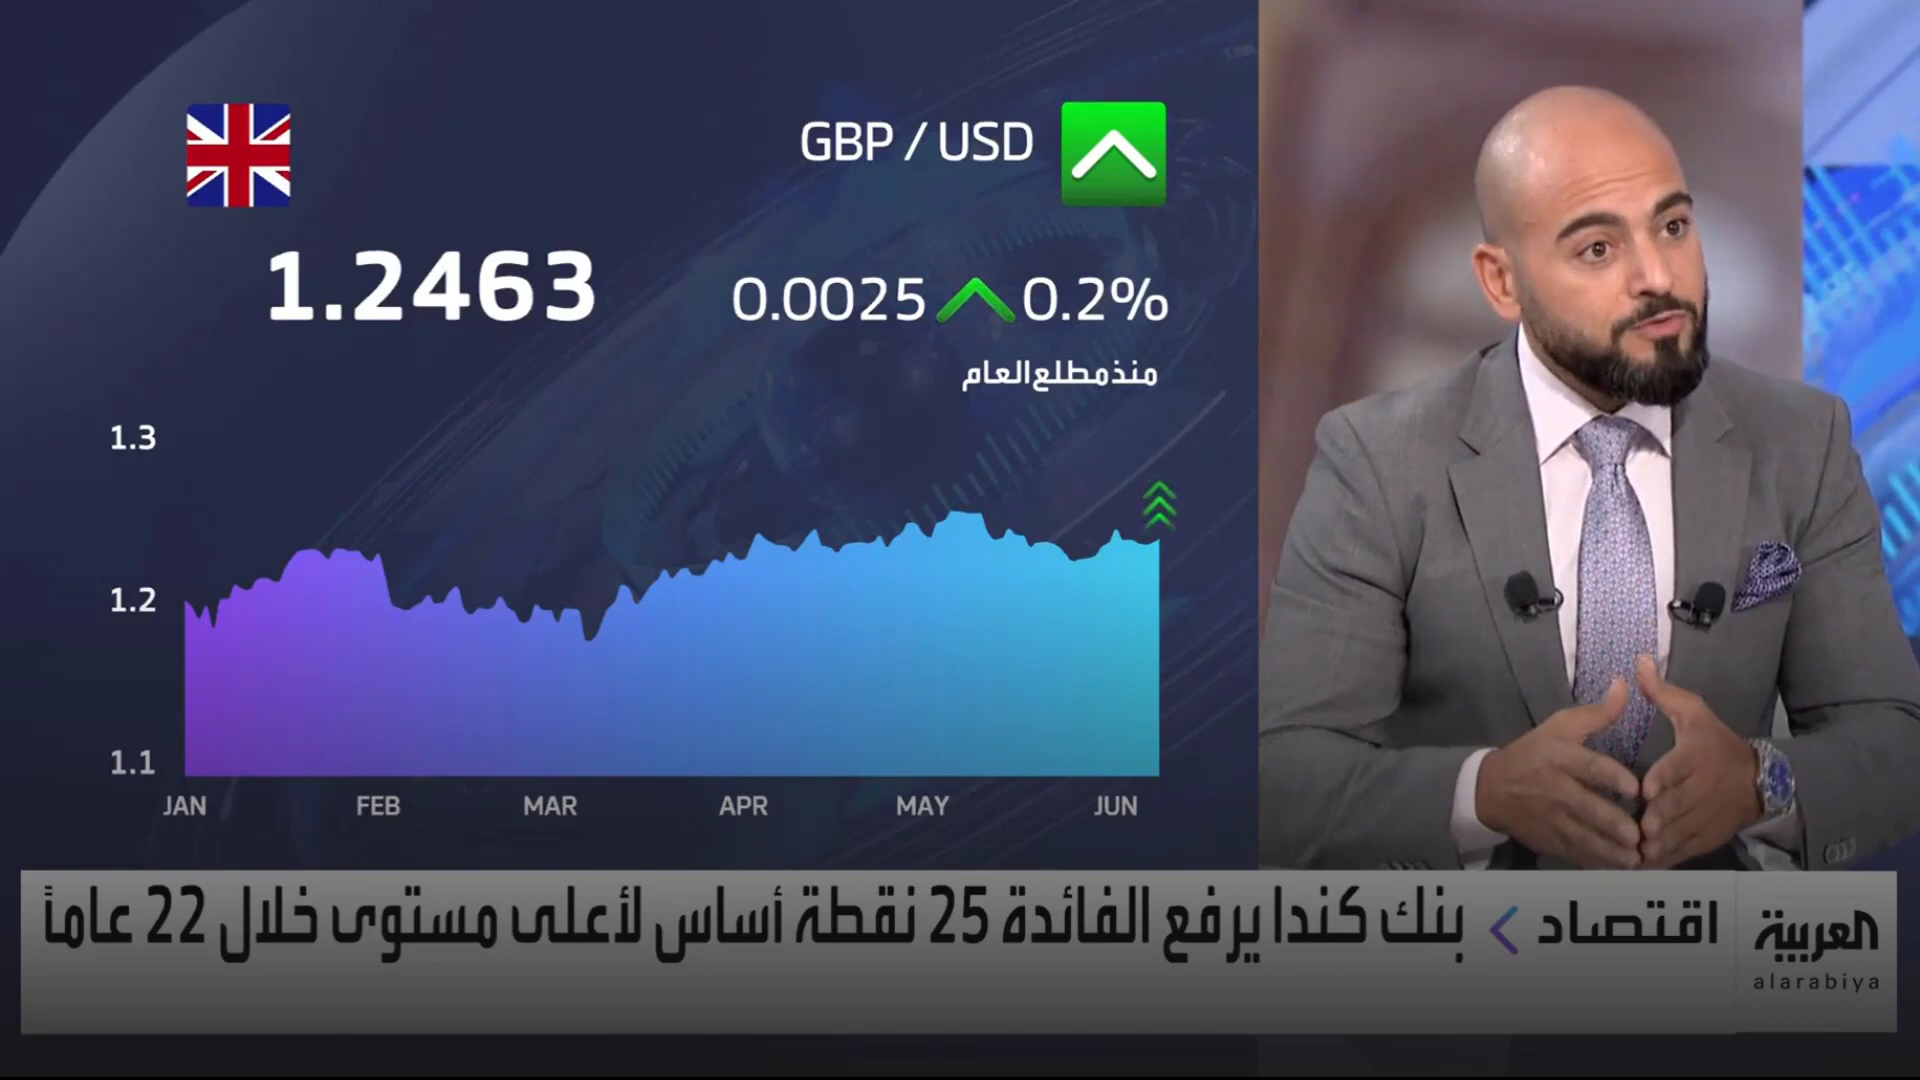 GBP / USD
1.2463
0.0025 0.2%
منذ مطلع العام
1.3
1.2
1.1
JAN FEB MAR APR MAY JUN
العربية
alarabiya
اقتصاد
بنك كندا يرفع الفائدة 25 نقطة أساس لأعلى مستوى خلال 22 عاماً